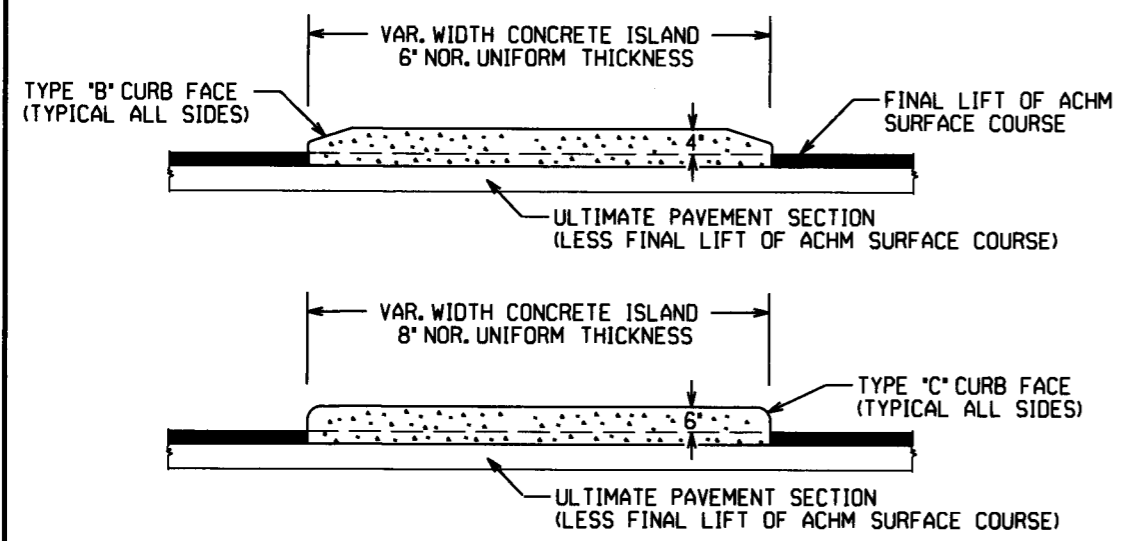 VAR. WIDTH CONCRETE ISLAND
6" NOR. UNIFORM THICKNESS
TYPE "B" CURB FACE
(TYPICAL ALL SIDES)
FINAL LIFT OF ACHM
SURFACE COURSE
4"
ULTIMATE PAVEMENT SECTION
(LESS FINAL LIFT OF ACHM SURFACE COURSE)
VAR. WIDTH CONCRETE ISLAND
8" NOR. UNIFORM THICKNESS
TYPE "C" CURB FACE
(TYPICAL ALL SIDES)
6"
ULTIMATE PAVEMENT SECTION
(LESS FINAL LIFT OF ACHM SURFACE COURSE)